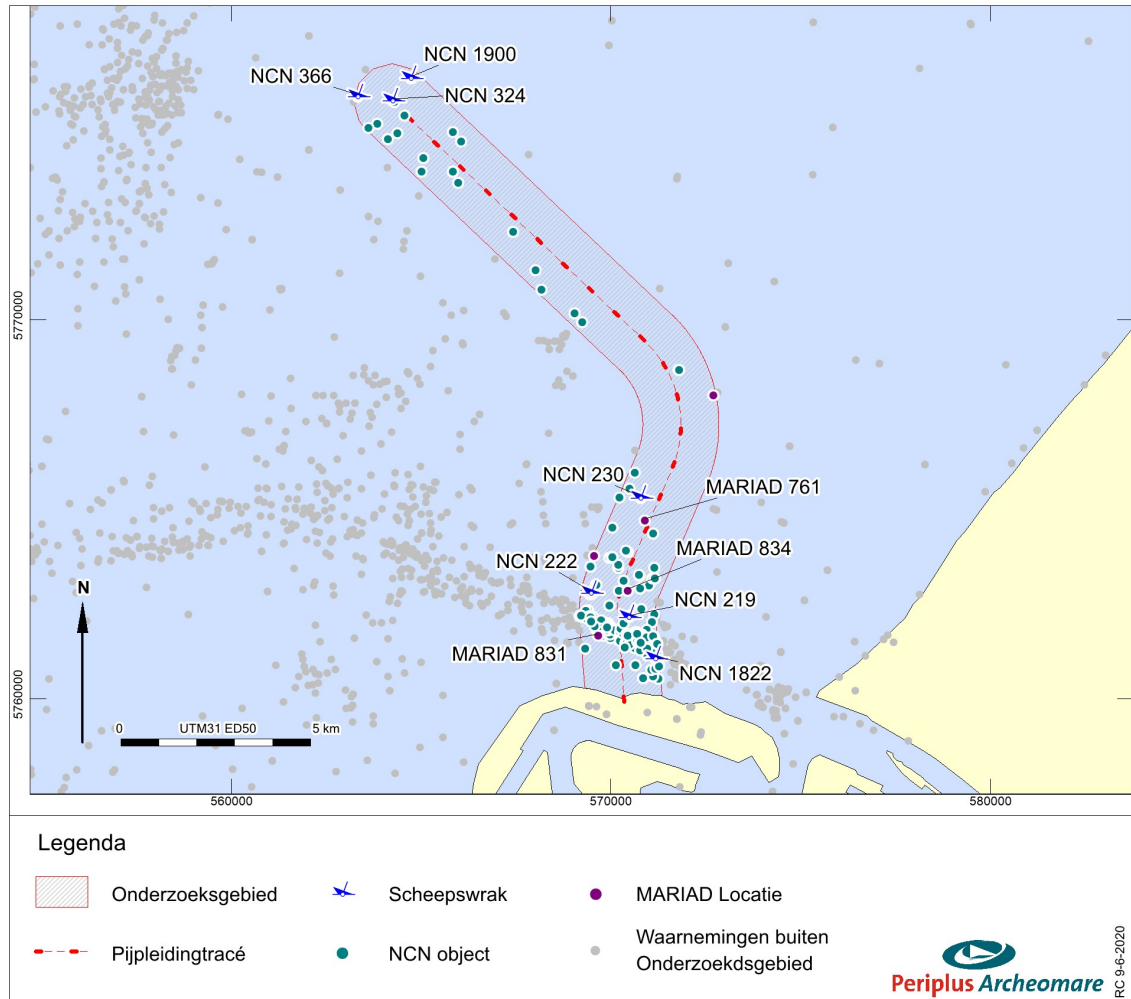 NCN 1900
NCN 366
NCN 324
5770000
NCN 230
MARIAD 761
MARIAD 834
NCN 222
N
NCN 219
MARIAD 831
NCN 1822
5760000
0 UTM31 ED50 5 km
560000
570000
580000
Legenda
Onderzoeksgebied
Scheepswrak
MARIAD Locatie
Pijpleidingtracé
NCN object
Waarnemingen buiten
Onderzoekdsgebied
Periplus Archeomare
RC 9-6-2020